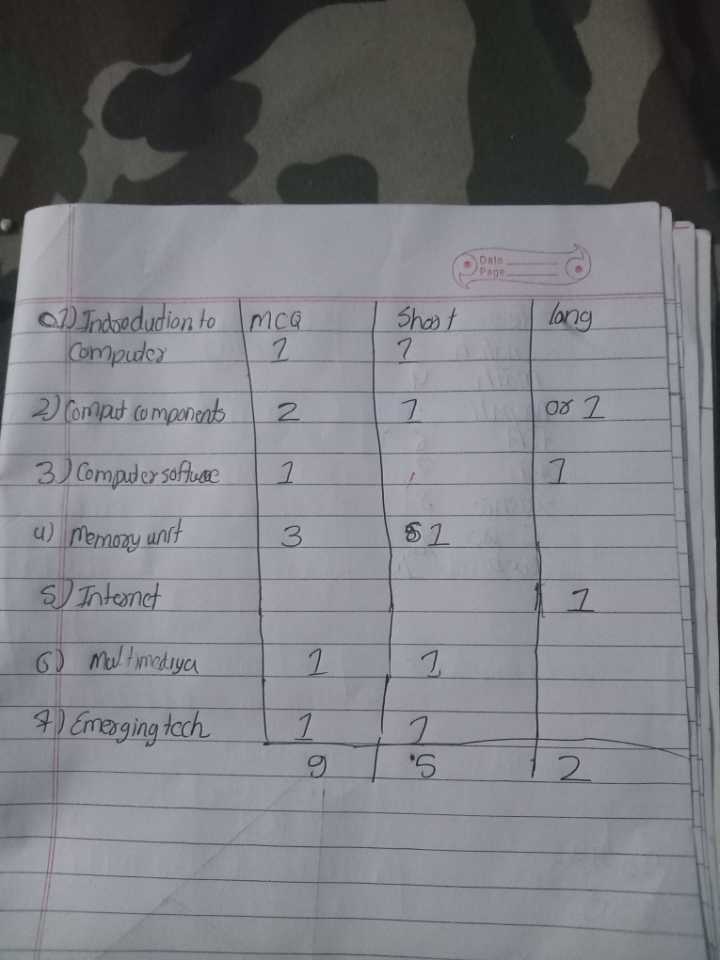 Date
Page
1) Introduction to MCQ Short long
Computer 1 1
2) Comput components 2 1 or 1
3) Computer software 1 1
4) Memory unit 3 1
5) Internet 1
6) Multimediya 1 1
7) Emerging tech 1 1
9 5 2